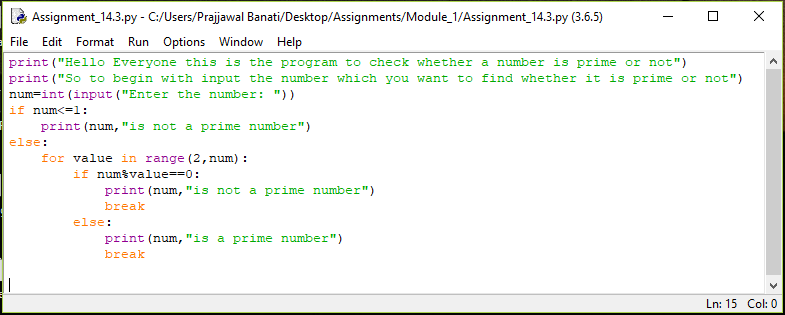 Assignment_14.3.py - C:/Users/Prajjawal Banati/Desktop/Assignments/Module_1/Assignment_14.3.py (3.6.5)
File Edit Format Run Options Window Help
print("Hello Everyone this is the program to check whether a number is prime or not")
print("So to begin with input the number which you want to find whether it is prime or not")
num=int(input("Enter the number: "))
if num<=1:
    print(num,"is not a prime number")
else:
    for value in range(2,num):
        if num%value==0:
            print(num,"is not a prime number")
            break
        else:
            print(num,"is a prime number")
            break
Ln: 15 Col: 0